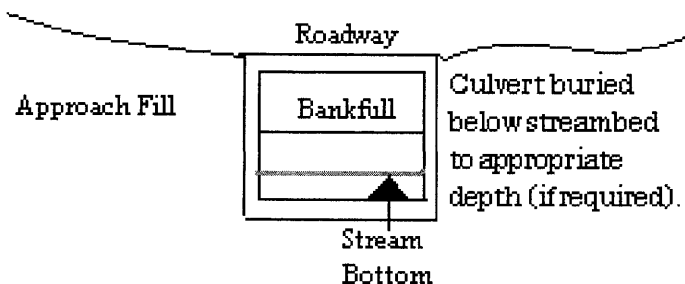 Roadway
Approach Fill
Bankfull
Culvert buried
below streambed
to appropriate
depth (if required).
Stream
Bottom